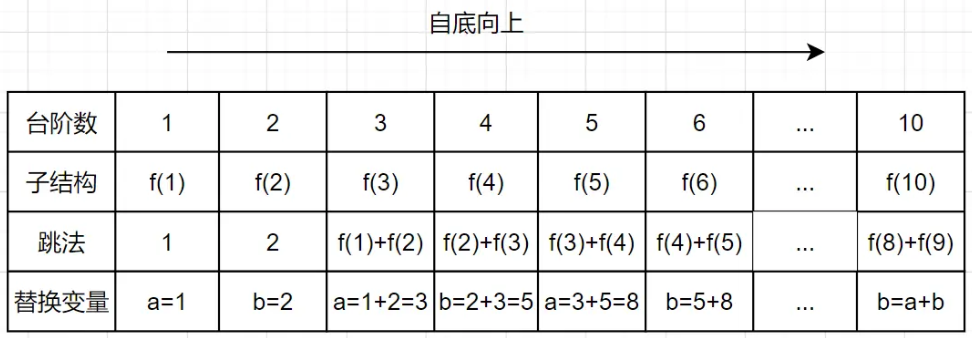 自底向上
台阶数 1 2 3 4 5 6 ... 10
子结构 f(1) f(2) f(3) f(4) f(5) f(6) ... f(10)
跳法 1 2 f(1)+f(2) f(2)+f(3) f(3)+f(4) f(4)+f(5) ... f(8)+f(9)
替换变量 a=1 b=2 a=1+2=3 b=2+3=5 a=3+5=8 b=5+8 ... b=a+b